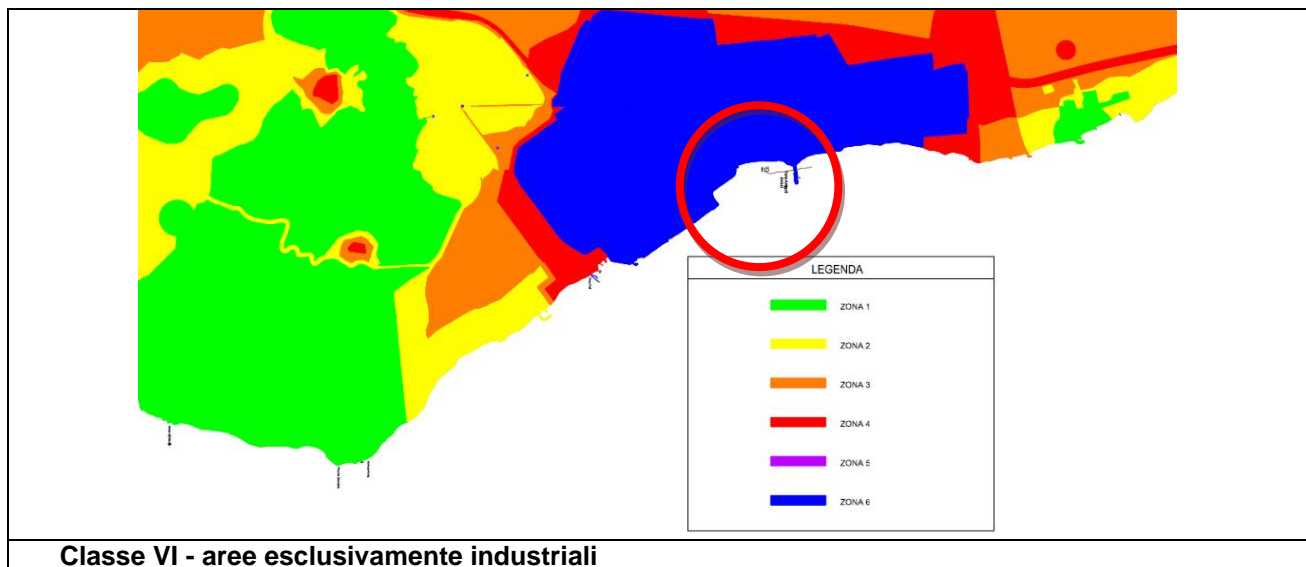 LEGENDA
ZONA 1
ZONA 2
ZONA 3
ZONA 4
ZONA 5
ZONA 6
Classe VI - aree esclusivamente industriali